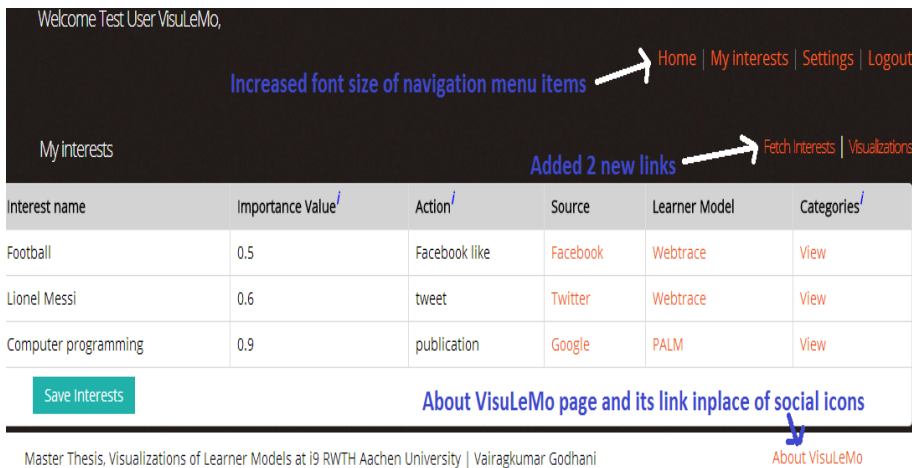 Welcome Test User VisuLeMo,
Home | My interests | Settings | Logout
Increased font size of navigation menu items
My interests
Fetch Interests | Visualizations
Added 2 new links
Interest name Importance Value i Action i Source Learner Model Categories i
Football 0.5 Facebook like Facebook Webtrace View
Lionel Messi 0.6 tweet Twitter Webtrace View
Computer programming 0.9 publication Google PALM View
Save Interests
About VisuLeMo page and its link inplace of social icons
Master Thesis, Visualizations of Learner Models at i9 RWTH Aachen University | Vairagkumar Godhani About VisuLeMo